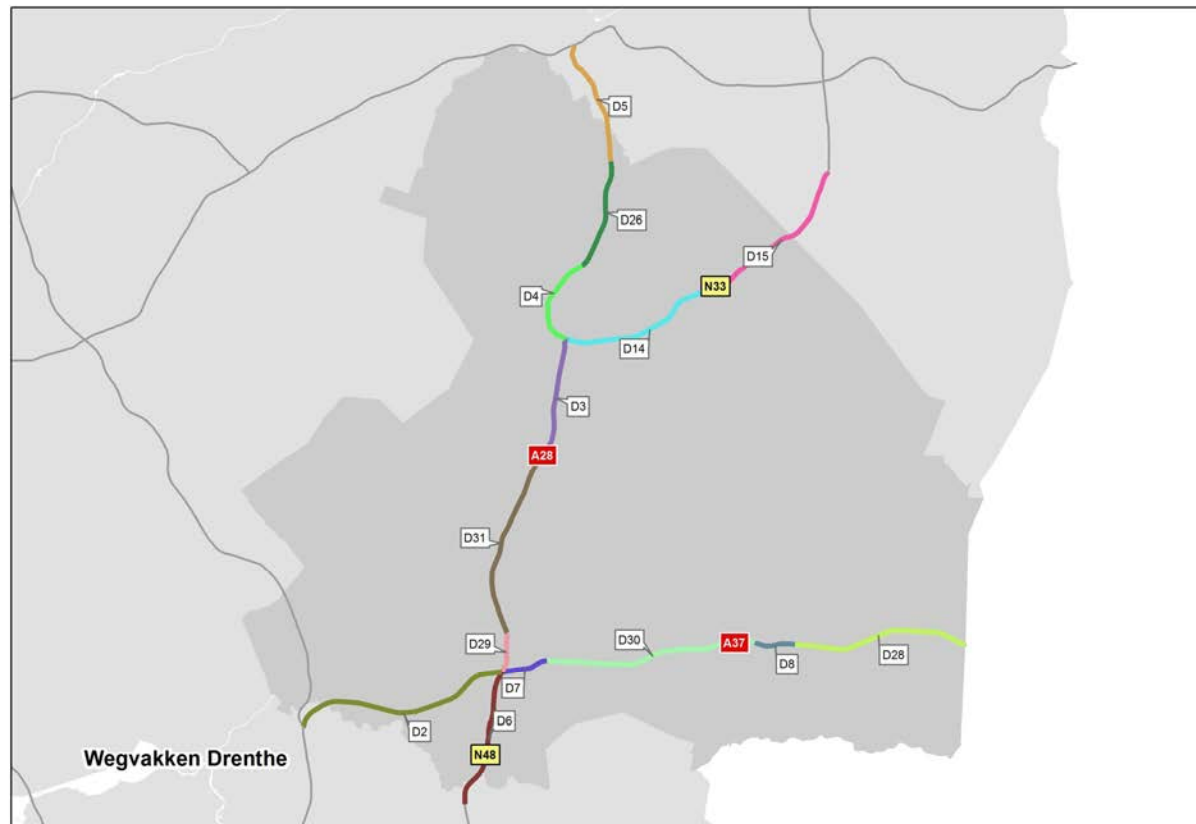 D5
D26
D15
N33
D4
D14
D3
A28
D31
D29
D30
A37
D8
D28
D7
D2
D6
N48
Wegvakken Drenthe